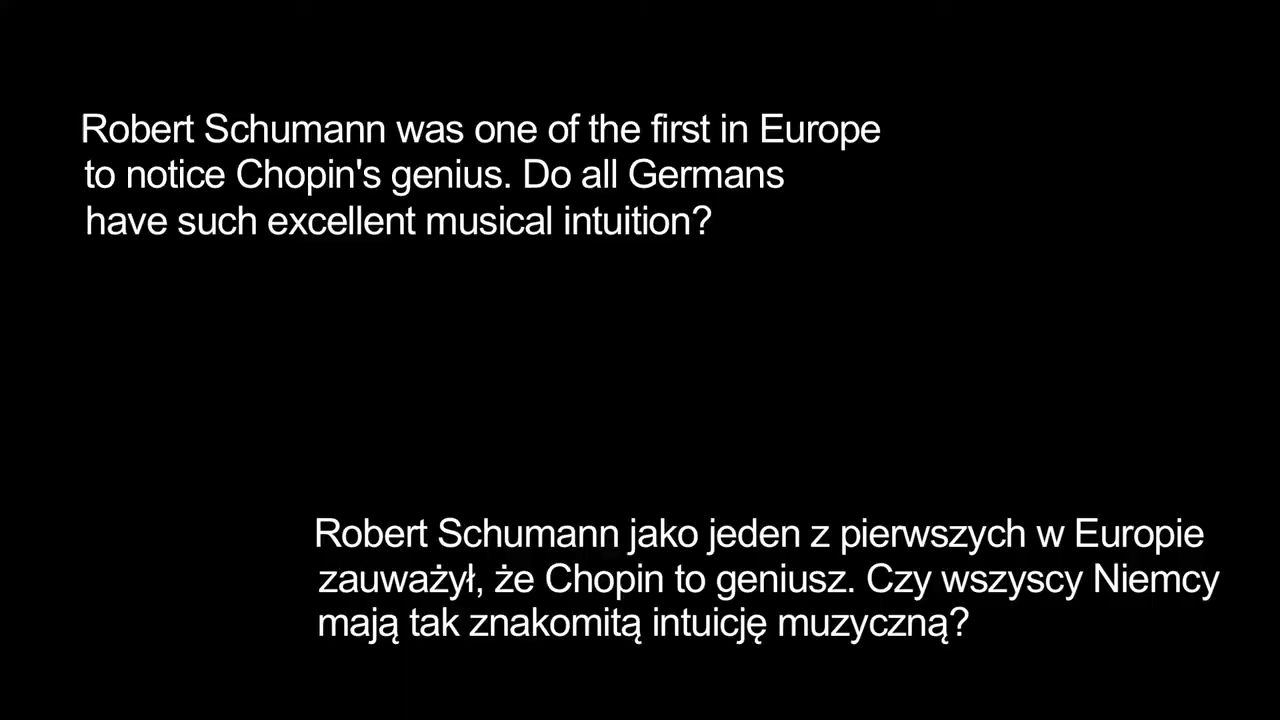 Robert Schumann was one of the first in Europe
to notice Chopin's genius. Do all Germans
have such excellent musical intuition?
Robert Schumann jako jeden z pierwszych w Europie
zauważył, że Chopin to geniusz. Czy wszyscy Niemcy
mają tak znakomitą intuicję muzyczną?